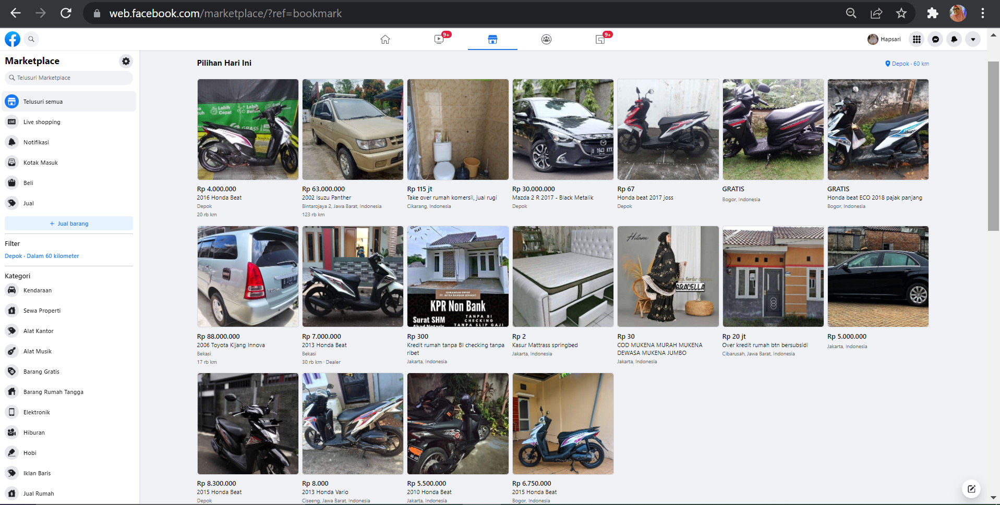 web.facebook.com/marketplace/?ref=bookmark
9+
9+
Hapsari
Marketplace
Telusuri Marketplace
Telusuri semua
Live shopping
Notifikasi
Kotak Masuk
Beli
Jual
+ Jual barang
Filter
Depok · Dalam 60 kilometer
Kategori
Kendaraan
Sewa Properti
Alat Kantor
Alat Musik
Barang Gratis
Barang Rumah Tangga
Elektronik
Hiburan
Hobi
Iklan Baris
Jual Rumah
Pilihan Hari Ini
Depok · 60 km
Lebih
Cepat
Lebih
GRASS
Rp 4.000.000
2016 Honda Beat
Depok
20 rb km
Rp 63.000.000
2002 Isuzu Panther
Bintarojaya 2, Jawa Barat, Indonesia
123 rb km
Rp 115 jt
Take over rumah komersil, jual rugi
Cikarang, Indonesia
B 1943 KYX
Rp 30.000.000
Mazda 2 R 2017 - Black Metalik
Depok
Rp 67
Honda beat 2017 joss
Depok
GRATIS
Bogor, Indonesia
GRATIS
Honda beat ECO 2018 pajak panjang
Bogor, Indonesia
Rp 88.000.000
2006 Toyota Kijang Innova
Bekasi
17 rb km
Rp 7.000.000
2013 Honda Beat
Bekasi
30 rb km · Dealer
FLAT
SAWANGAN DEPOK
PT. MITRA BANGUN SEPAKAT
KPR Non Bank
Surat SHM
Akad Notaris
TANPA BI
CHECKING
TANPA SLIP GAJI
Rp 300
Kredit rumah tanpa BI checking tanpa
ribet
Jakarta, Indonesia
Rp 2
Kasur Mattrass springbed
Jakarta, Indonesia
Hitam
GRACIELLA
Rp 30
COD MUKENA MURAH MUKENA
DEWASA MUKENA JUMBO
Jakarta, Indonesia
Rp 20 jt
Over kredit rumah btn bersubsidi
Cibarusah, Jawa Barat, Indonesia
Rp 5.000.000
Jakarta, Indonesia
Rp 8.300.000
2015 Honda Beat
Depok
Rp 8.000
2013 Honda Vario
Ciseeng, Jawa Barat, Indonesia
Rp 5.500.000
2010 Honda Beat
Jakarta, Indonesia
Rp 6.750.000
2015 Honda Beat
Bogor, Indonesia